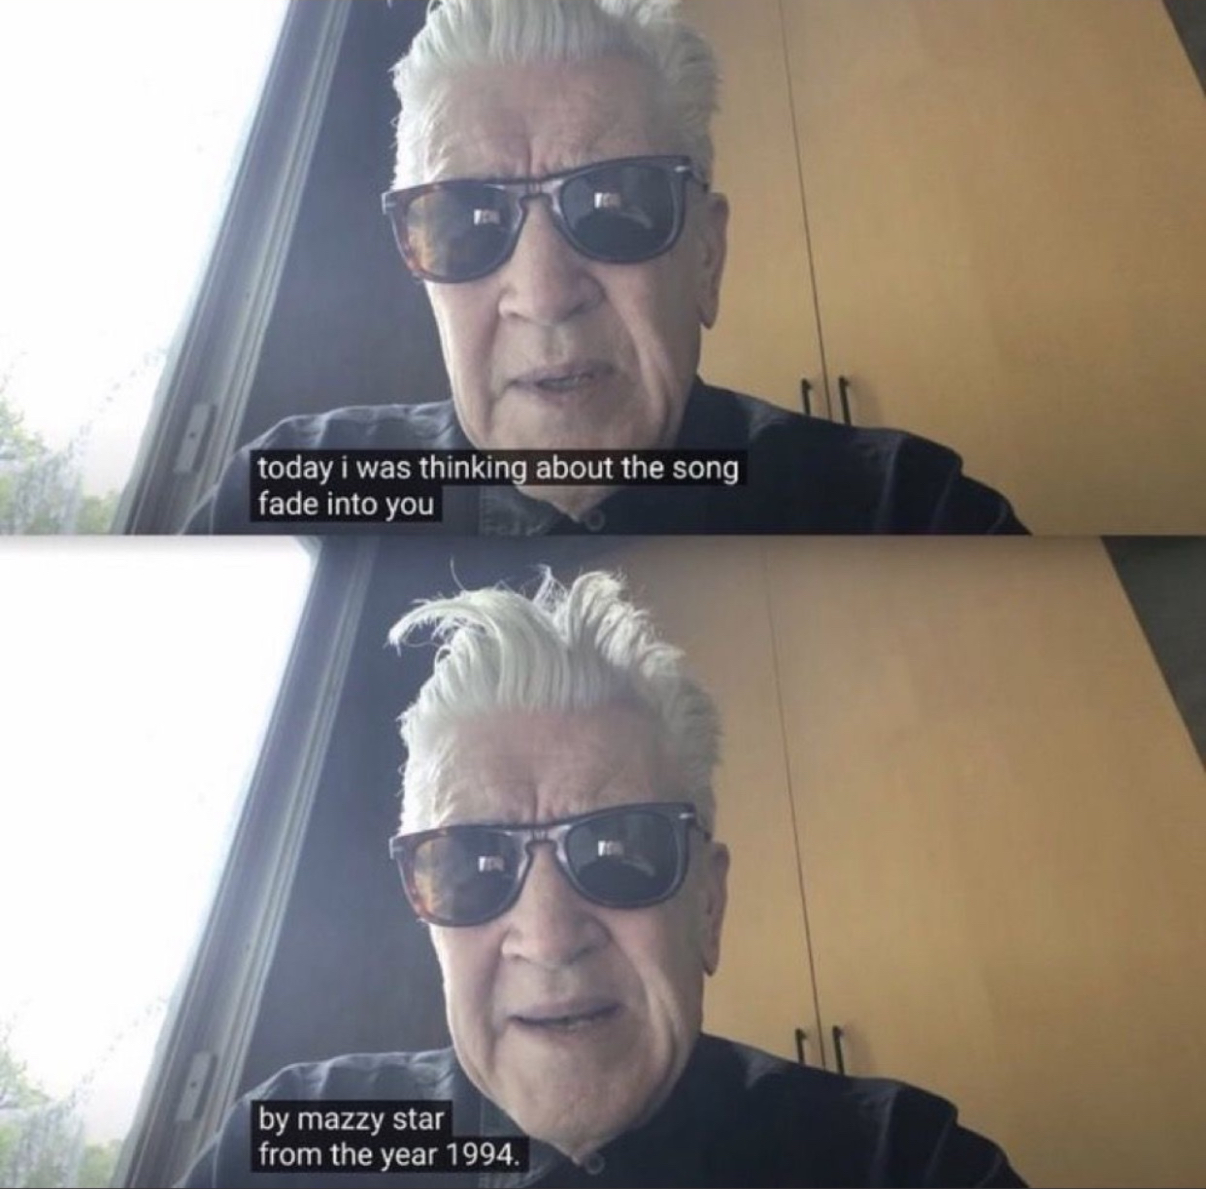 today i was thinking about the song
fade into you
by mazzy star
from the year 1994.